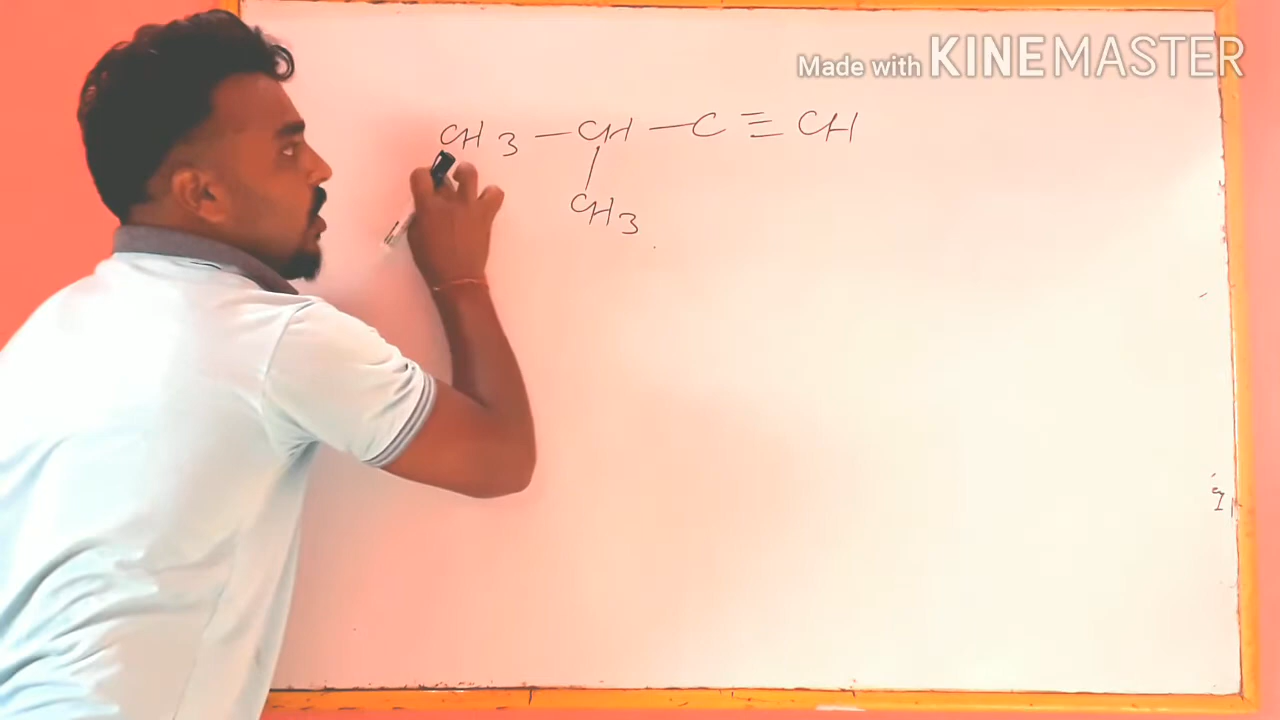 Made with KINEMASTER
CH3 — CH — C ≡ CH
|
CH3